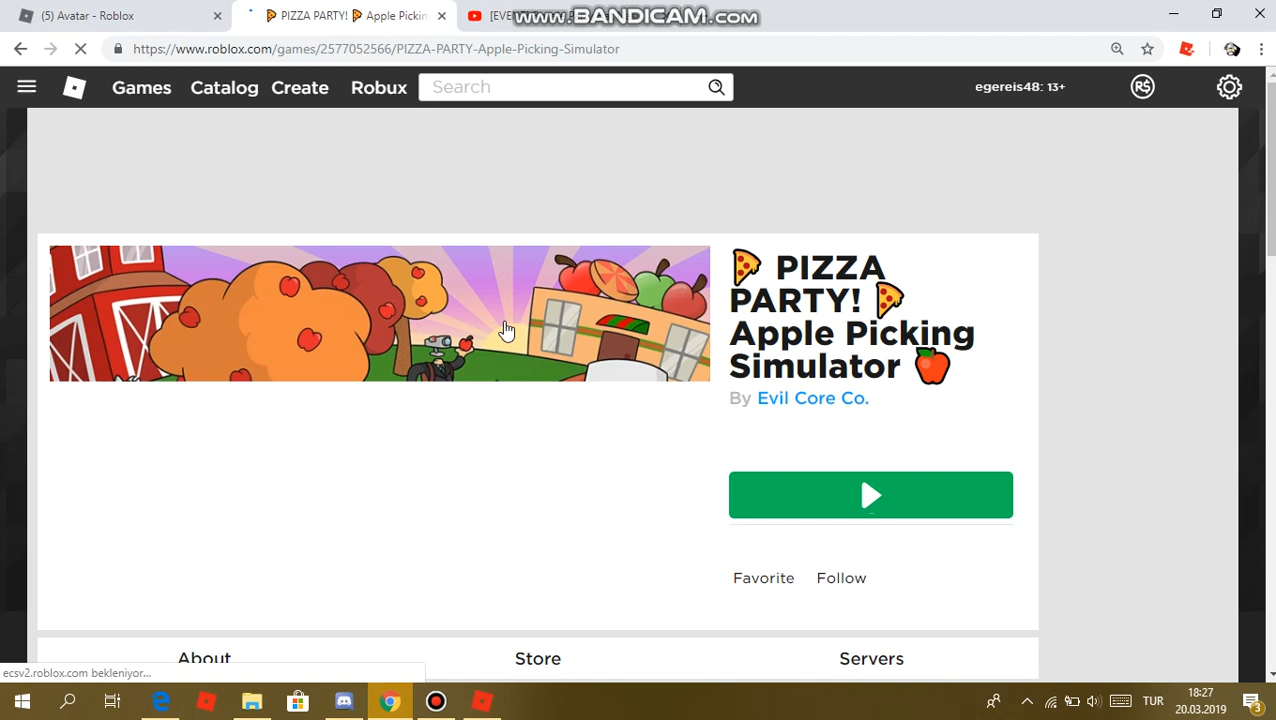 (5) Avatar - Roblox
🍕 PIZZA PARTY! 🍕 Apple Pickin
www.BANDICAM.com
https://www.roblox.com/games/2577052566/PIZZA-PARTY-Apple-Picking-Simulator
Games Catalog Create Robux Search
egereis48: 13+
🍕 PIZZA
PARTY! 🍕
Apple Picking
Simulator 🍎
By Evil Core Co.
Favorite Follow
About Store Servers
ecsv2.roblox.com bekleniyor...
TUR
18:27
20.03.2019
3